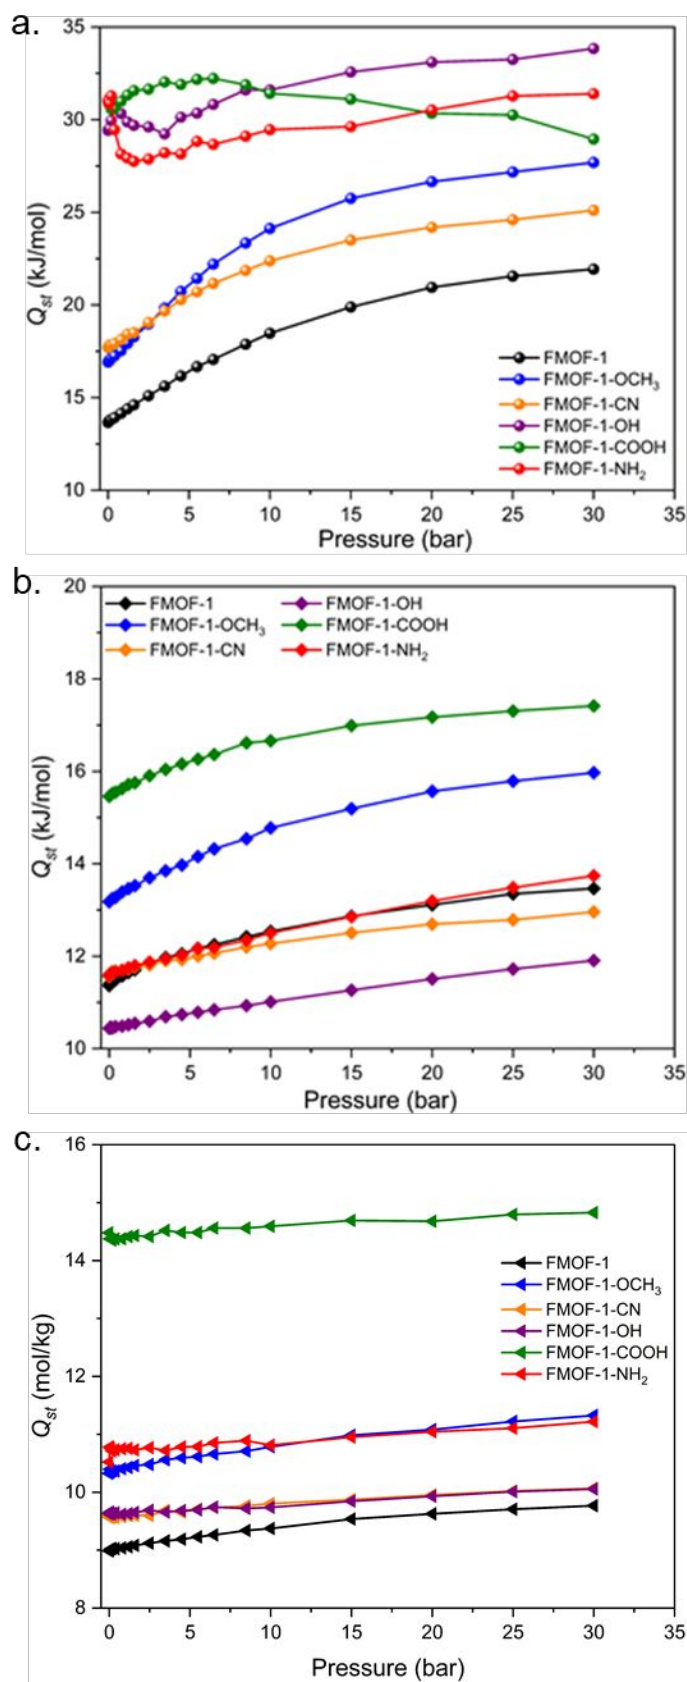 a.
35
30
25
20
15
10
Qst (kJ/mol)
FMOF-1
FMOF-1-OCH3
FMOF-1-CN
FMOF-1-OH
FMOF-1-COOH
FMOF-1-NH2
0 5 10 15 20 25 30 35
Pressure (bar)
b.
20
18
16
14
12
10
Qst (kJ/mol)
FMOF-1 FMOF-1-OH
FMOF-1-OCH3 FMOF-1-COOH
FMOF-1-CN FMOF-1-NH2
0 5 10 15 20 25 30 35
Pressure (bar)
c.
16
14
12
10
8
Qst (mol/kg)
FMOF-1
FMOF-1-OCH3
FMOF-1-CN
FMOF-1-OH
FMOF-1-COOH
FMOF-1-NH2
0 5 10 15 20 25 30 35
Pressure (bar)